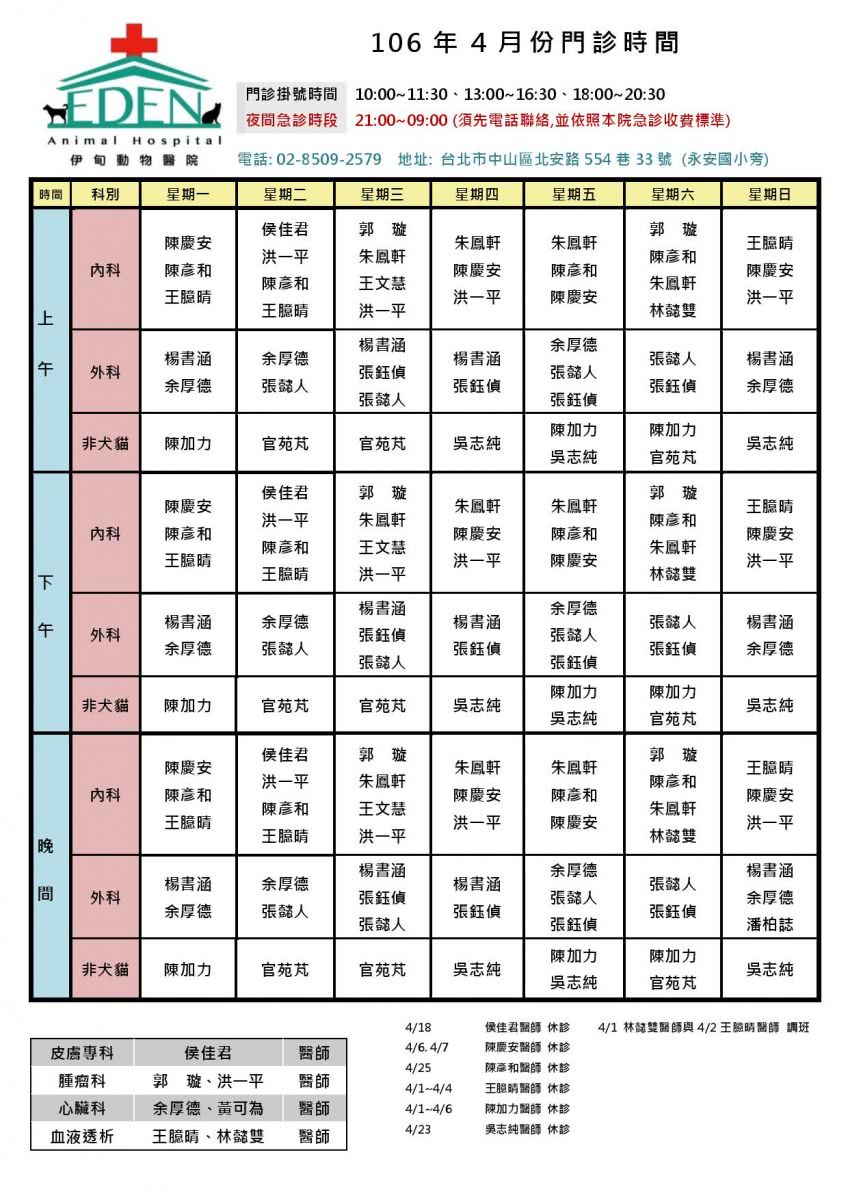 106 年 4 月份門診時間
EDEN
Animal Hospital
伊甸動物醫院
門診掛號時間 10:00~11:30、13:00~16:30、18:00~20:30
夜間急診時段 21:00~09:00 (須先電話聯絡,並依照本院急診收費標準)
電話: 02-8509-2579 地址: 台北市中山區北安路 554 巷 33 號 (永安國小旁)
時間 科別 星期一 星期二 星期三 星期四 星期五 星期六 星期日
上午
內科
陳慶安 陳彥和 王臆晴
侯佳君 洪一平 陳彥和 王臆晴
郭 璇 朱鳳軒 王文慧 洪一平
朱鳳軒 陳慶安 洪一平
朱鳳軒 陳彥和 陳慶安
郭 璇 陳彥和 朱鳳軒 林懿雙
王臆晴 陳慶安 洪一平
外科
楊書涵 余厚德
余厚德 張懿人
楊書涵 張鈺偵 張懿人
楊書涵 張鈺偵
余厚德 張懿人 張鈺偵
張懿人 張鈺偵
楊書涵 余厚德
非犬貓
陳加力
官苑芃
官苑芃
吳志純
陳加力 吳志純
陳加力 官苑芃
吳志純
下午
內科
陳慶安 陳彥和 王臆晴
侯佳君 洪一平 陳彥和 王臆晴
郭 璇 朱鳳軒 王文慧 洪一平
朱鳳軒 陳慶安 洪一平
朱鳳軒 陳彥和 陳慶安
郭 璇 陳彥和 朱鳳軒 林懿雙
王臆晴 陳慶安 洪一平
外科
楊書涵 余厚德
余厚德 張懿人
楊書涵 張鈺偵 張懿人
楊書涵 張鈺偵
余厚德 張懿人 張鈺偵
張懿人 張鈺偵
楊書涵 余厚德
非犬貓
陳加力
官苑芃
官苑芃
吳志純
陳加力 吳志純
陳加力 官苑芃
吳志純
晚間
內科
陳慶安 陳彥和 王臆晴
侯佳君 洪一平 陳彥和 王臆晴
郭 璇 朱鳳軒 王文慧 洪一平
朱鳳軒 陳慶安 洪一平
朱鳳軒 陳彥和 陳慶安
郭 璇 陳彥和 朱鳳軒 林懿雙
王臆晴 陳慶安 洪一平
外科
楊書涵 余厚德
余厚德 張懿人
楊書涵 張鈺偵 張懿人
楊書涵 張鈺偵
余厚德 張懿人 張鈺偵
張懿人 張鈺偵
楊書涵 余厚德 潘柏誌
非犬貓
陳加力
官苑芃
官苑芃
吳志純
陳加力 吳志純
陳加力 官苑芃
吳志純
皮膚專科 侯佳君 醫師
腫瘤科 郭 璇、洪一平 醫師
心臟科 余厚德、黃可為 醫師
血液透析 王臆晴、林懿雙 醫師
4/18 侯佳君醫師 休診 4/1 林懿雙醫師與 4/2 王臆晴醫師 調班
4/6.4/7 陳慶安醫師 休診
4/25 陳彥和醫師 休診
4/1~4/4 王臆晴醫師 休診
4/1~4/6 陳加力醫師 休診
4/23 吳志純醫師 休診